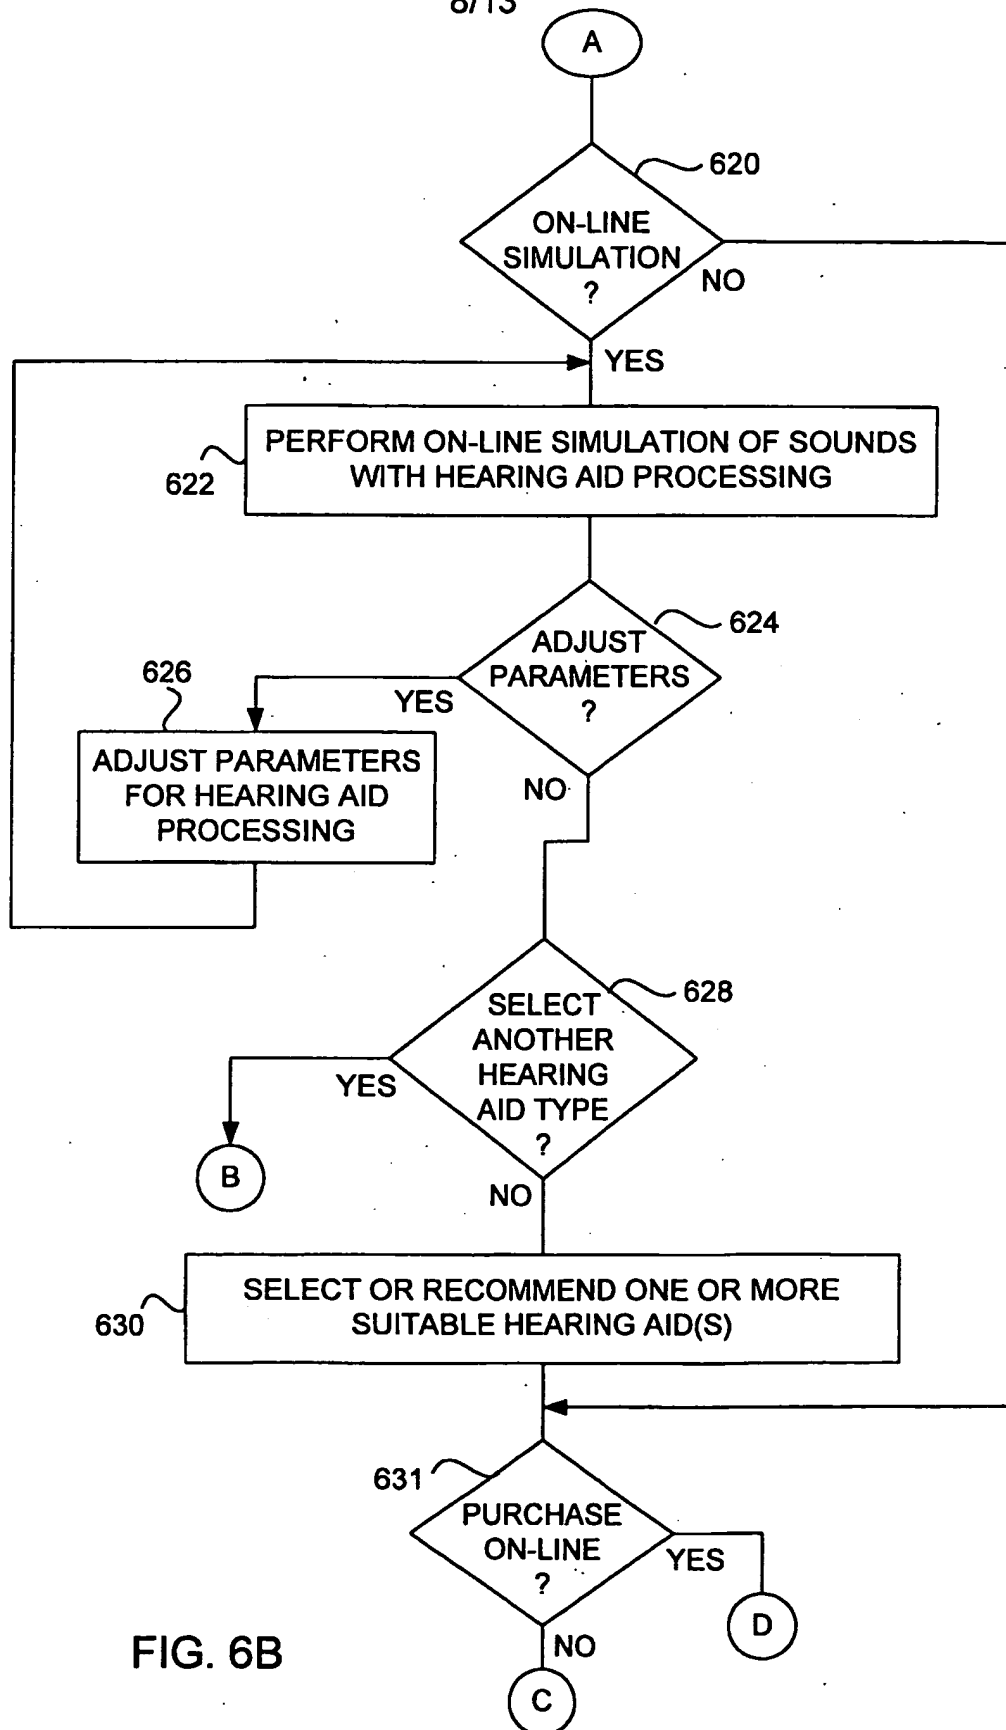 8/13
A
620
ON-LINE
SIMULATION
?
NO
YES
PERFORM ON-LINE SIMULATION OF SOUNDS
WITH HEARING AID PROCESSING
622
624
ADJUST
PARAMETERS
?
626
YES
NO
ADJUST PARAMETERS
FOR HEARING AID
PROCESSING
628
SELECT
ANOTHER
HEARING
AID TYPE
?
YES
B
NO
SELECT OR RECOMMEND ONE OR MORE
SUITABLE HEARING AID(S)
630
631
PURCHASE
ON-LINE
?
YES
D
NO
C
FIG. 6B